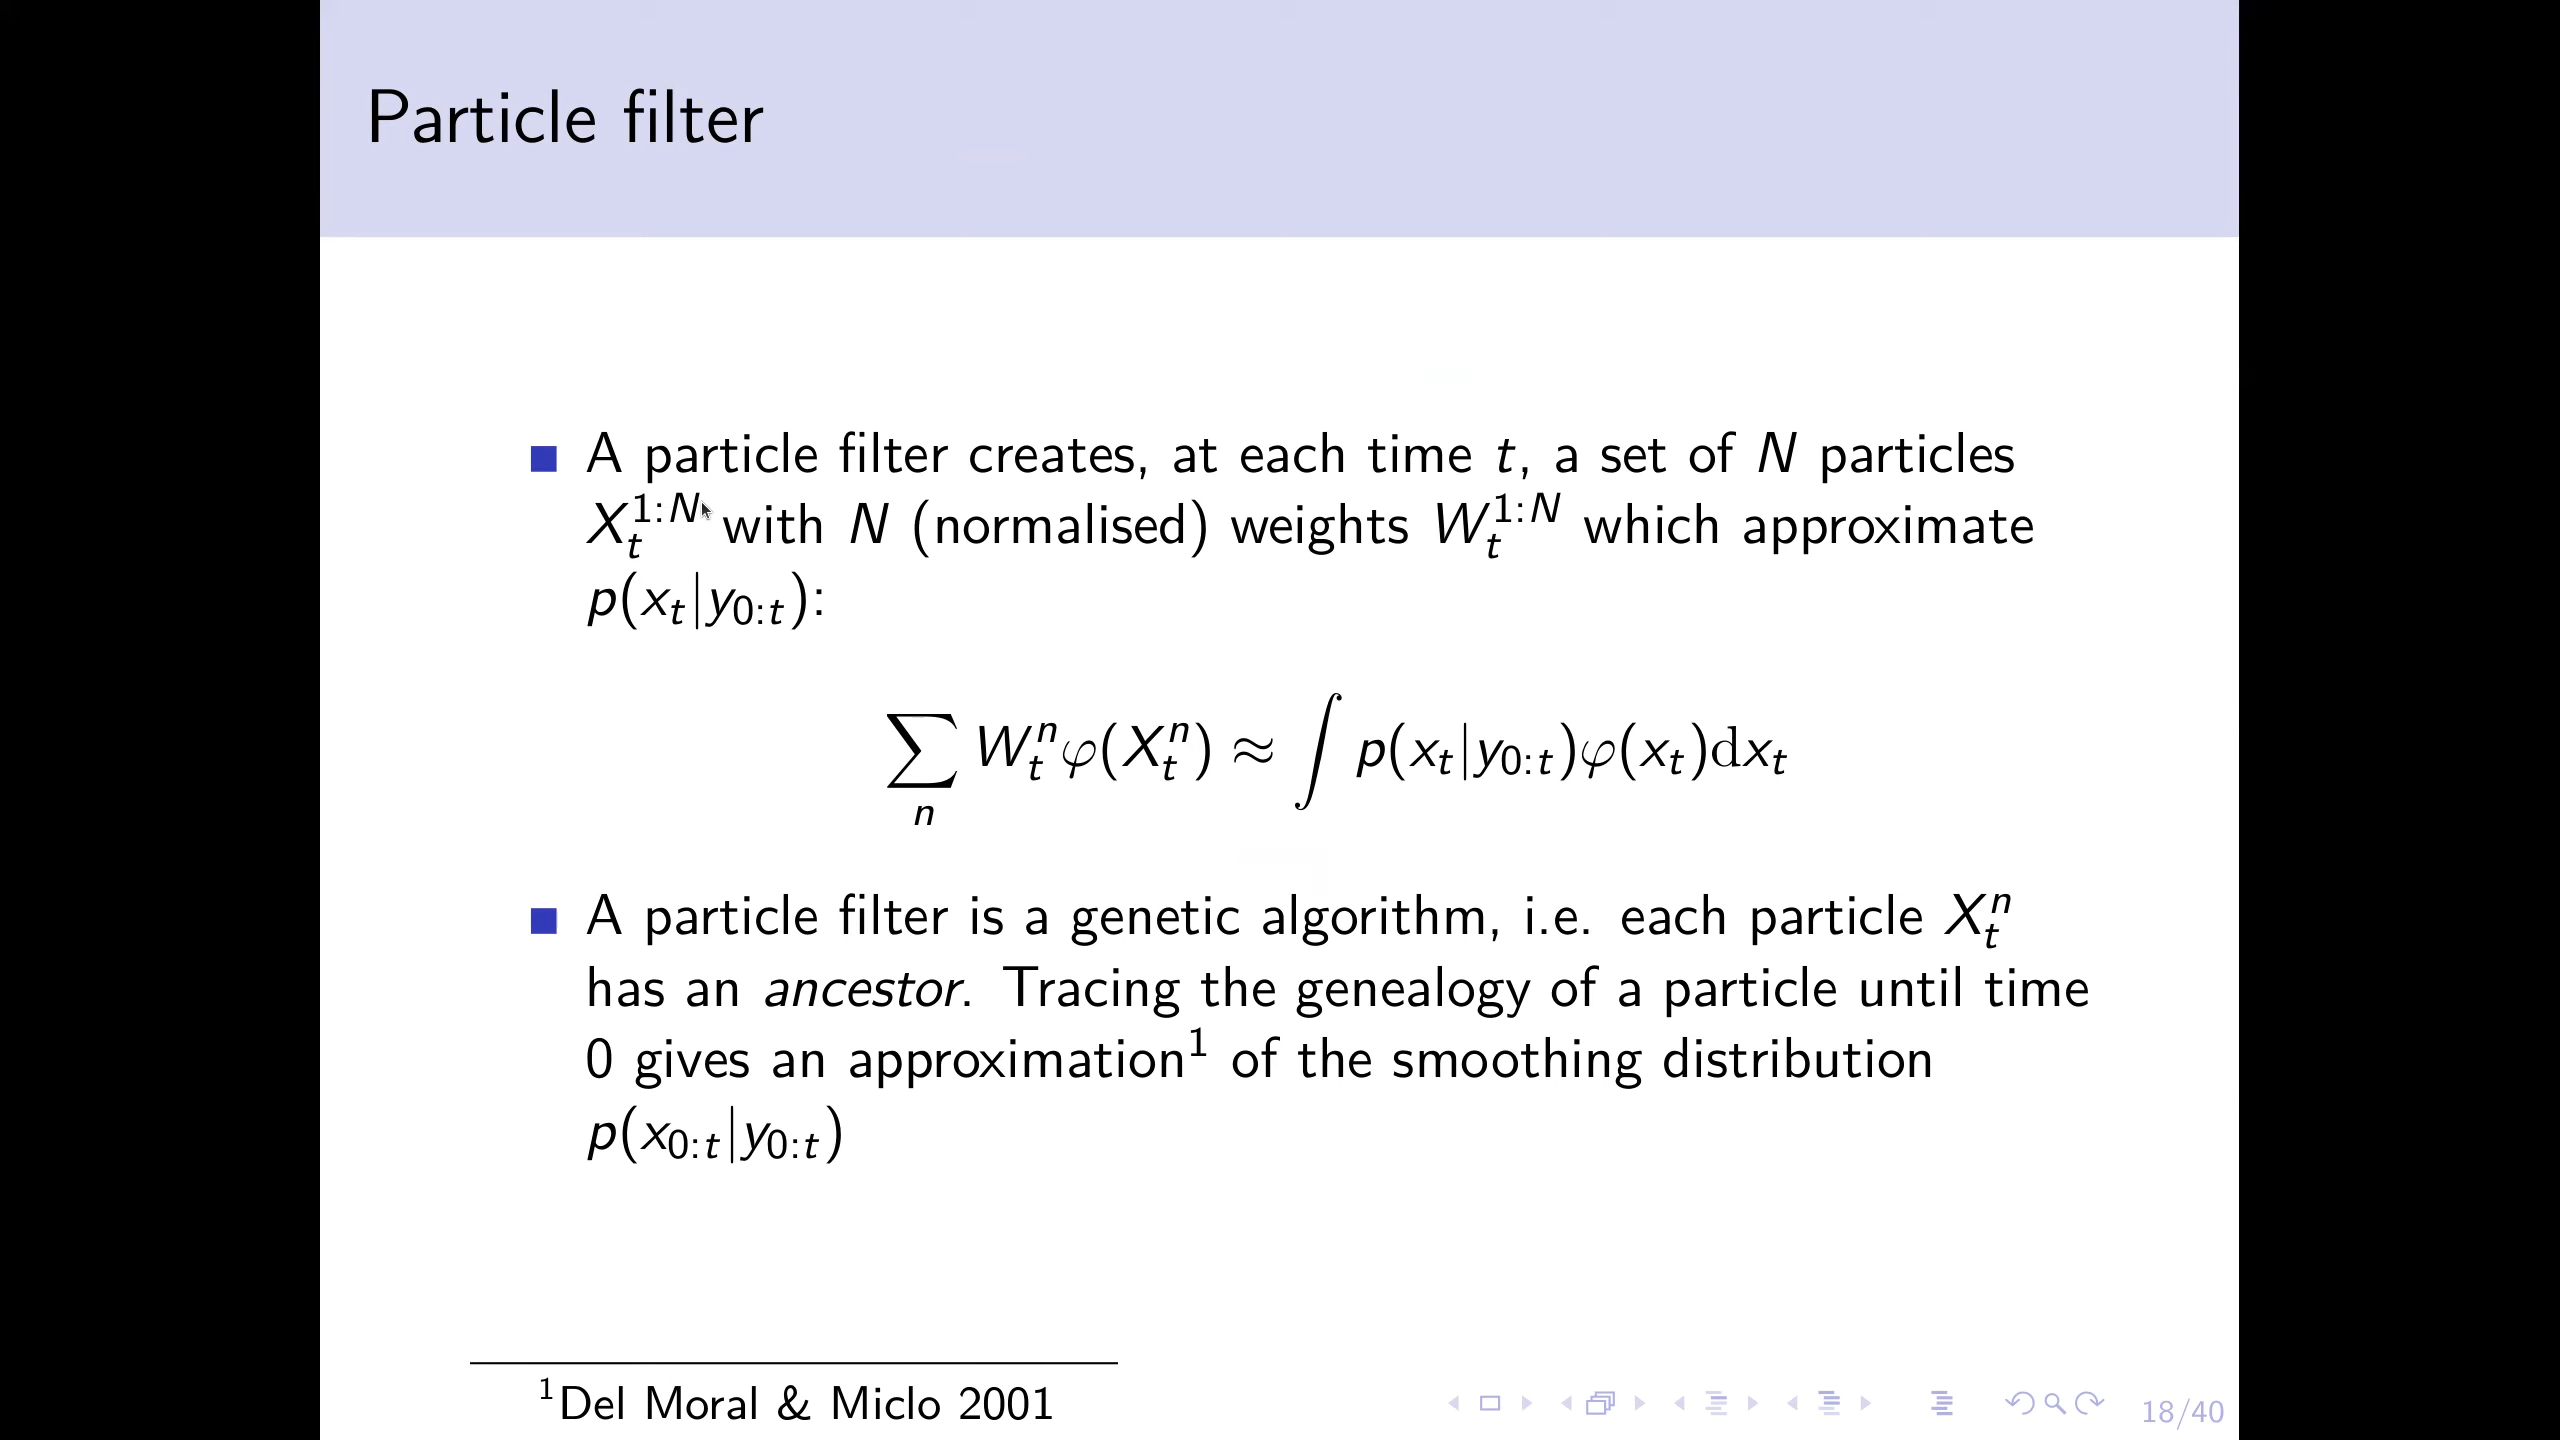 Particle filter
A particle filter creates, at each time t, a set of N particles
X_t^{1:N} with N (normalised) weights W_t^{1:N} which approximate
p(x_t|y_{0:t}):
∑_n W_t^n φ(X_t^n) ≈ ∫ p(x_t|y_{0:t})φ(x_t)dx_t
A particle filter is a genetic algorithm, i.e. each particle X_t^n
has an ancestor. Tracing the genealogy of a particle until time
0 gives an approximation^1 of the smoothing distribution
p(x_{0:t}|y_{0:t})
^1Del Moral & Miclo 2001
18/40